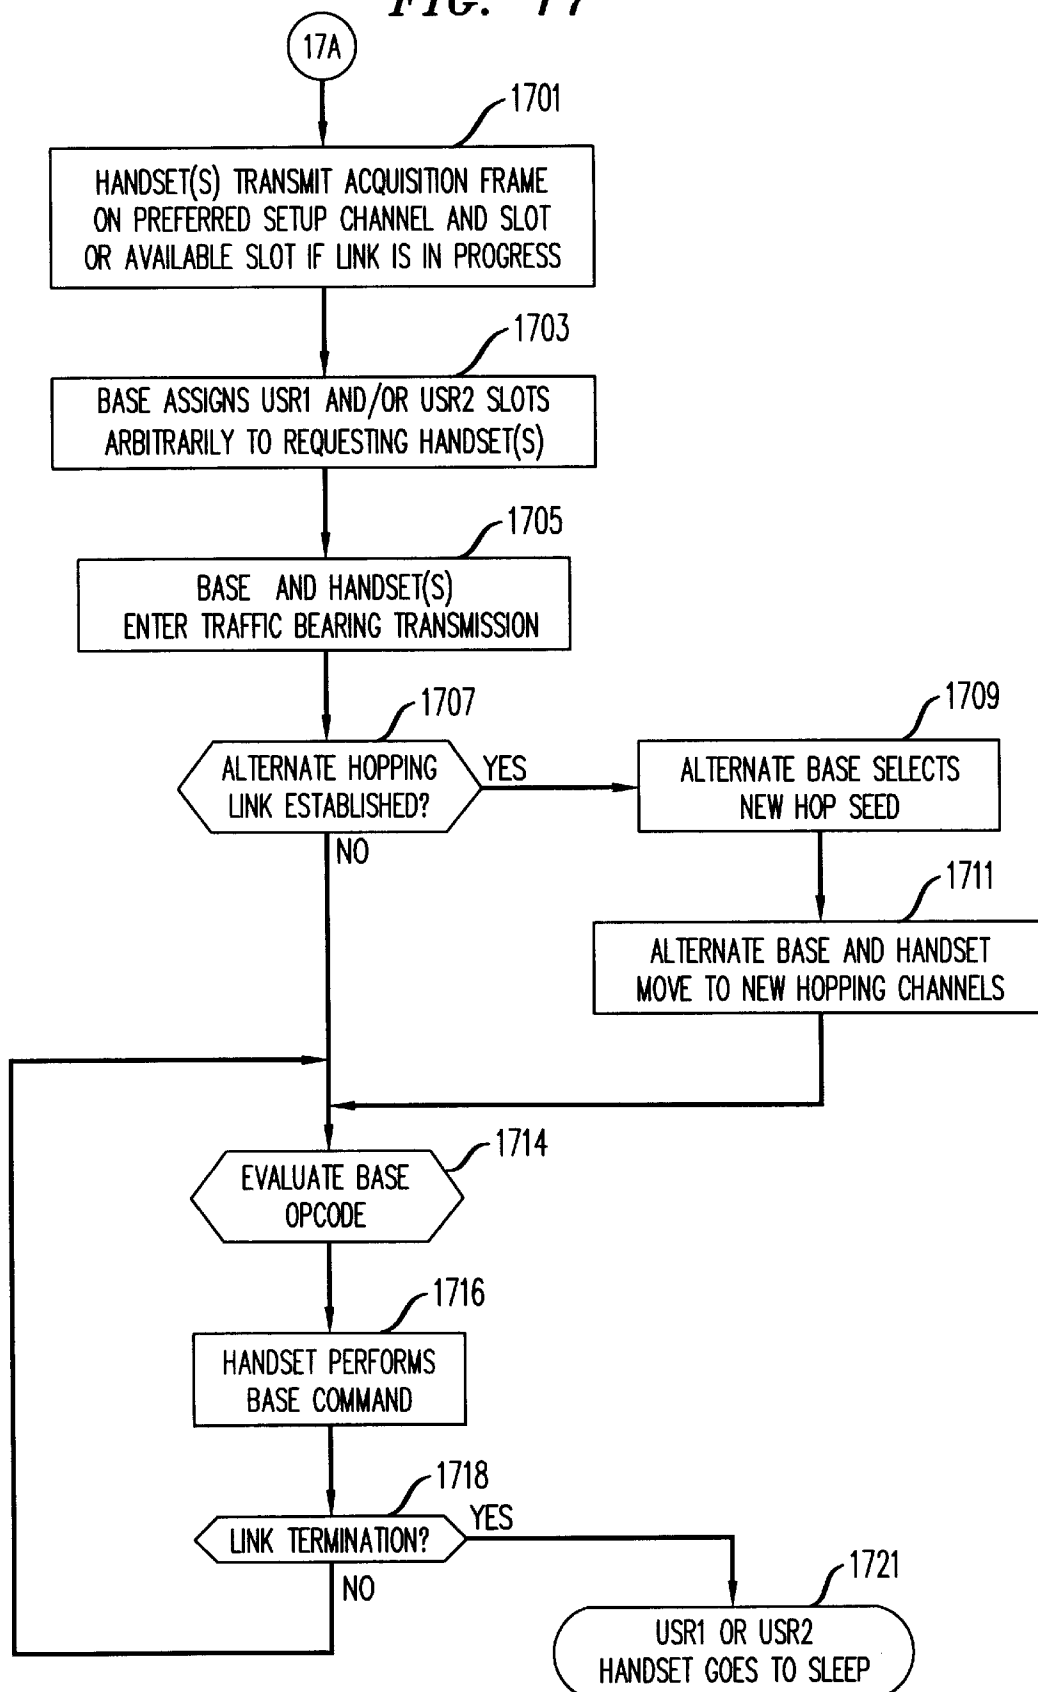 FIG. 17
17A
1701
HANDSET(S) TRANSMIT ACQUISITION FRAME
ON PREFERRED SETUP CHANNEL AND SLOT
OR AVAILABLE SLOT IF LINK IS IN PROGRESS
1703
BASE ASSIGNS USR1 AND/OR USR2 SLOTS
ARBITRARILY TO REQUESTING HANDSET(S)
1705
BASE AND HANDSET(S)
ENTER TRAFFIC BEARING TRANSMISSION
1707
ALTERNATE HOPPING
LINK ESTABLISHED?
YES
NO
1709
ALTERNATE BASE SELECTS
NEW HOP SEED
1711
ALTERNATE BASE AND HANDSET
MOVE TO NEW HOPPING CHANNELS
1714
EVALUATE BASE
OPCODE
1716
HANDSET PERFORMS
BASE COMMAND
1718
LINK TERMINATION?
YES
NO
1721
USR1 OR USR2
HANDSET GOES TO SLEEP